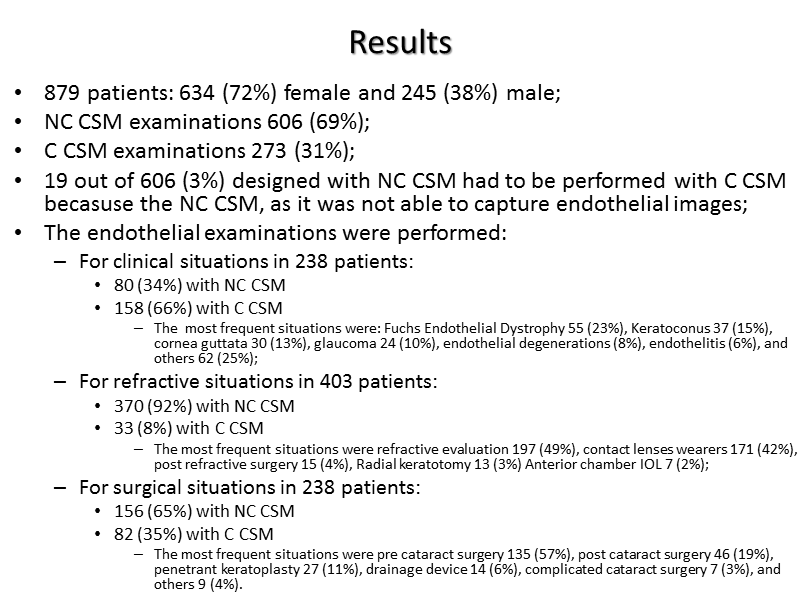 Results
• 879 patients: 634 (72%) female and 245 (38%) male;
• NC CSM examinations 606 (69%);
• C CSM examinations 273 (31%);
• 19 out of 606 (3%) designed with NC CSM had to be performed with C CSM
becasuse the NC CSM, as it was not able to capture endothelial images;
• The endothelial examinations were performed:
– For clinical situations in 238 patients:
• 80 (34%) with NC CSM
• 158 (66%) with C CSM
– The most frequent situations were: Fuchs Endothelial Dystrophy 55 (23%), Keratoconus 37 (15%),
cornea guttata 30 (13%), glaucoma 24 (10%), endothelial degenerations (8%), endothelitis (6%), and
others 62 (25%);
– For refractive situations in 403 patients:
• 370 (92%) with NC CSM
• 33 (8%) with C CSM
– The most frequent situations were refractive evaluation 197 (49%), contact lenses wearers 171 (42%),
post refractive surgery 15 (4%), Radial keratotomy 13 (3%) Anterior chamber IOL 7 (2%);
– For surgical situations in 238 patients:
• 156 (65%) with NC CSM
• 82 (35%) with C CSM
– The most frequent situations were pre cataract surgery 135 (57%), post cataract surgery 46 (19%),
penetrant keratoplasty 27 (11%), drainage device 14 (6%), complicated cataract surgery 7 (3%), and
others 9 (4%).